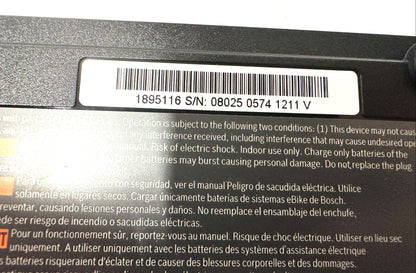 1895116 S/N: 08025 0574 1211 V
Operation is subject to the following two conditions: (1) This device may not caus
any interference received, including interference that may cause undesired ope
manual. Risk of electric shock. Indoor use only. Charge only batteries of the
batteries may burst causing personal damage. Do not replace the plug
con seguridad, ver el manual Peligro de sacudida eléctrica. Utilice
solamente en lugares secos. Cargar únicamente baterías de sistemas eBike de Bosch.
reventar, causando lesiones personales y daños. No reemplace el ensamblaje del enchufe,
ede ser riesgo de incendio o sacudidas eléctricas.
Pour un fonctionnement sûr, reportez-vous au manuel. Risque de choc électrique. Utiliser en lieu sec
uniquement. A utiliser uniquement avec les batteries des systèmes d'assistance électrique
s batteries risqueraient d'éclater et de causer des blessures corporelles et des dommages.